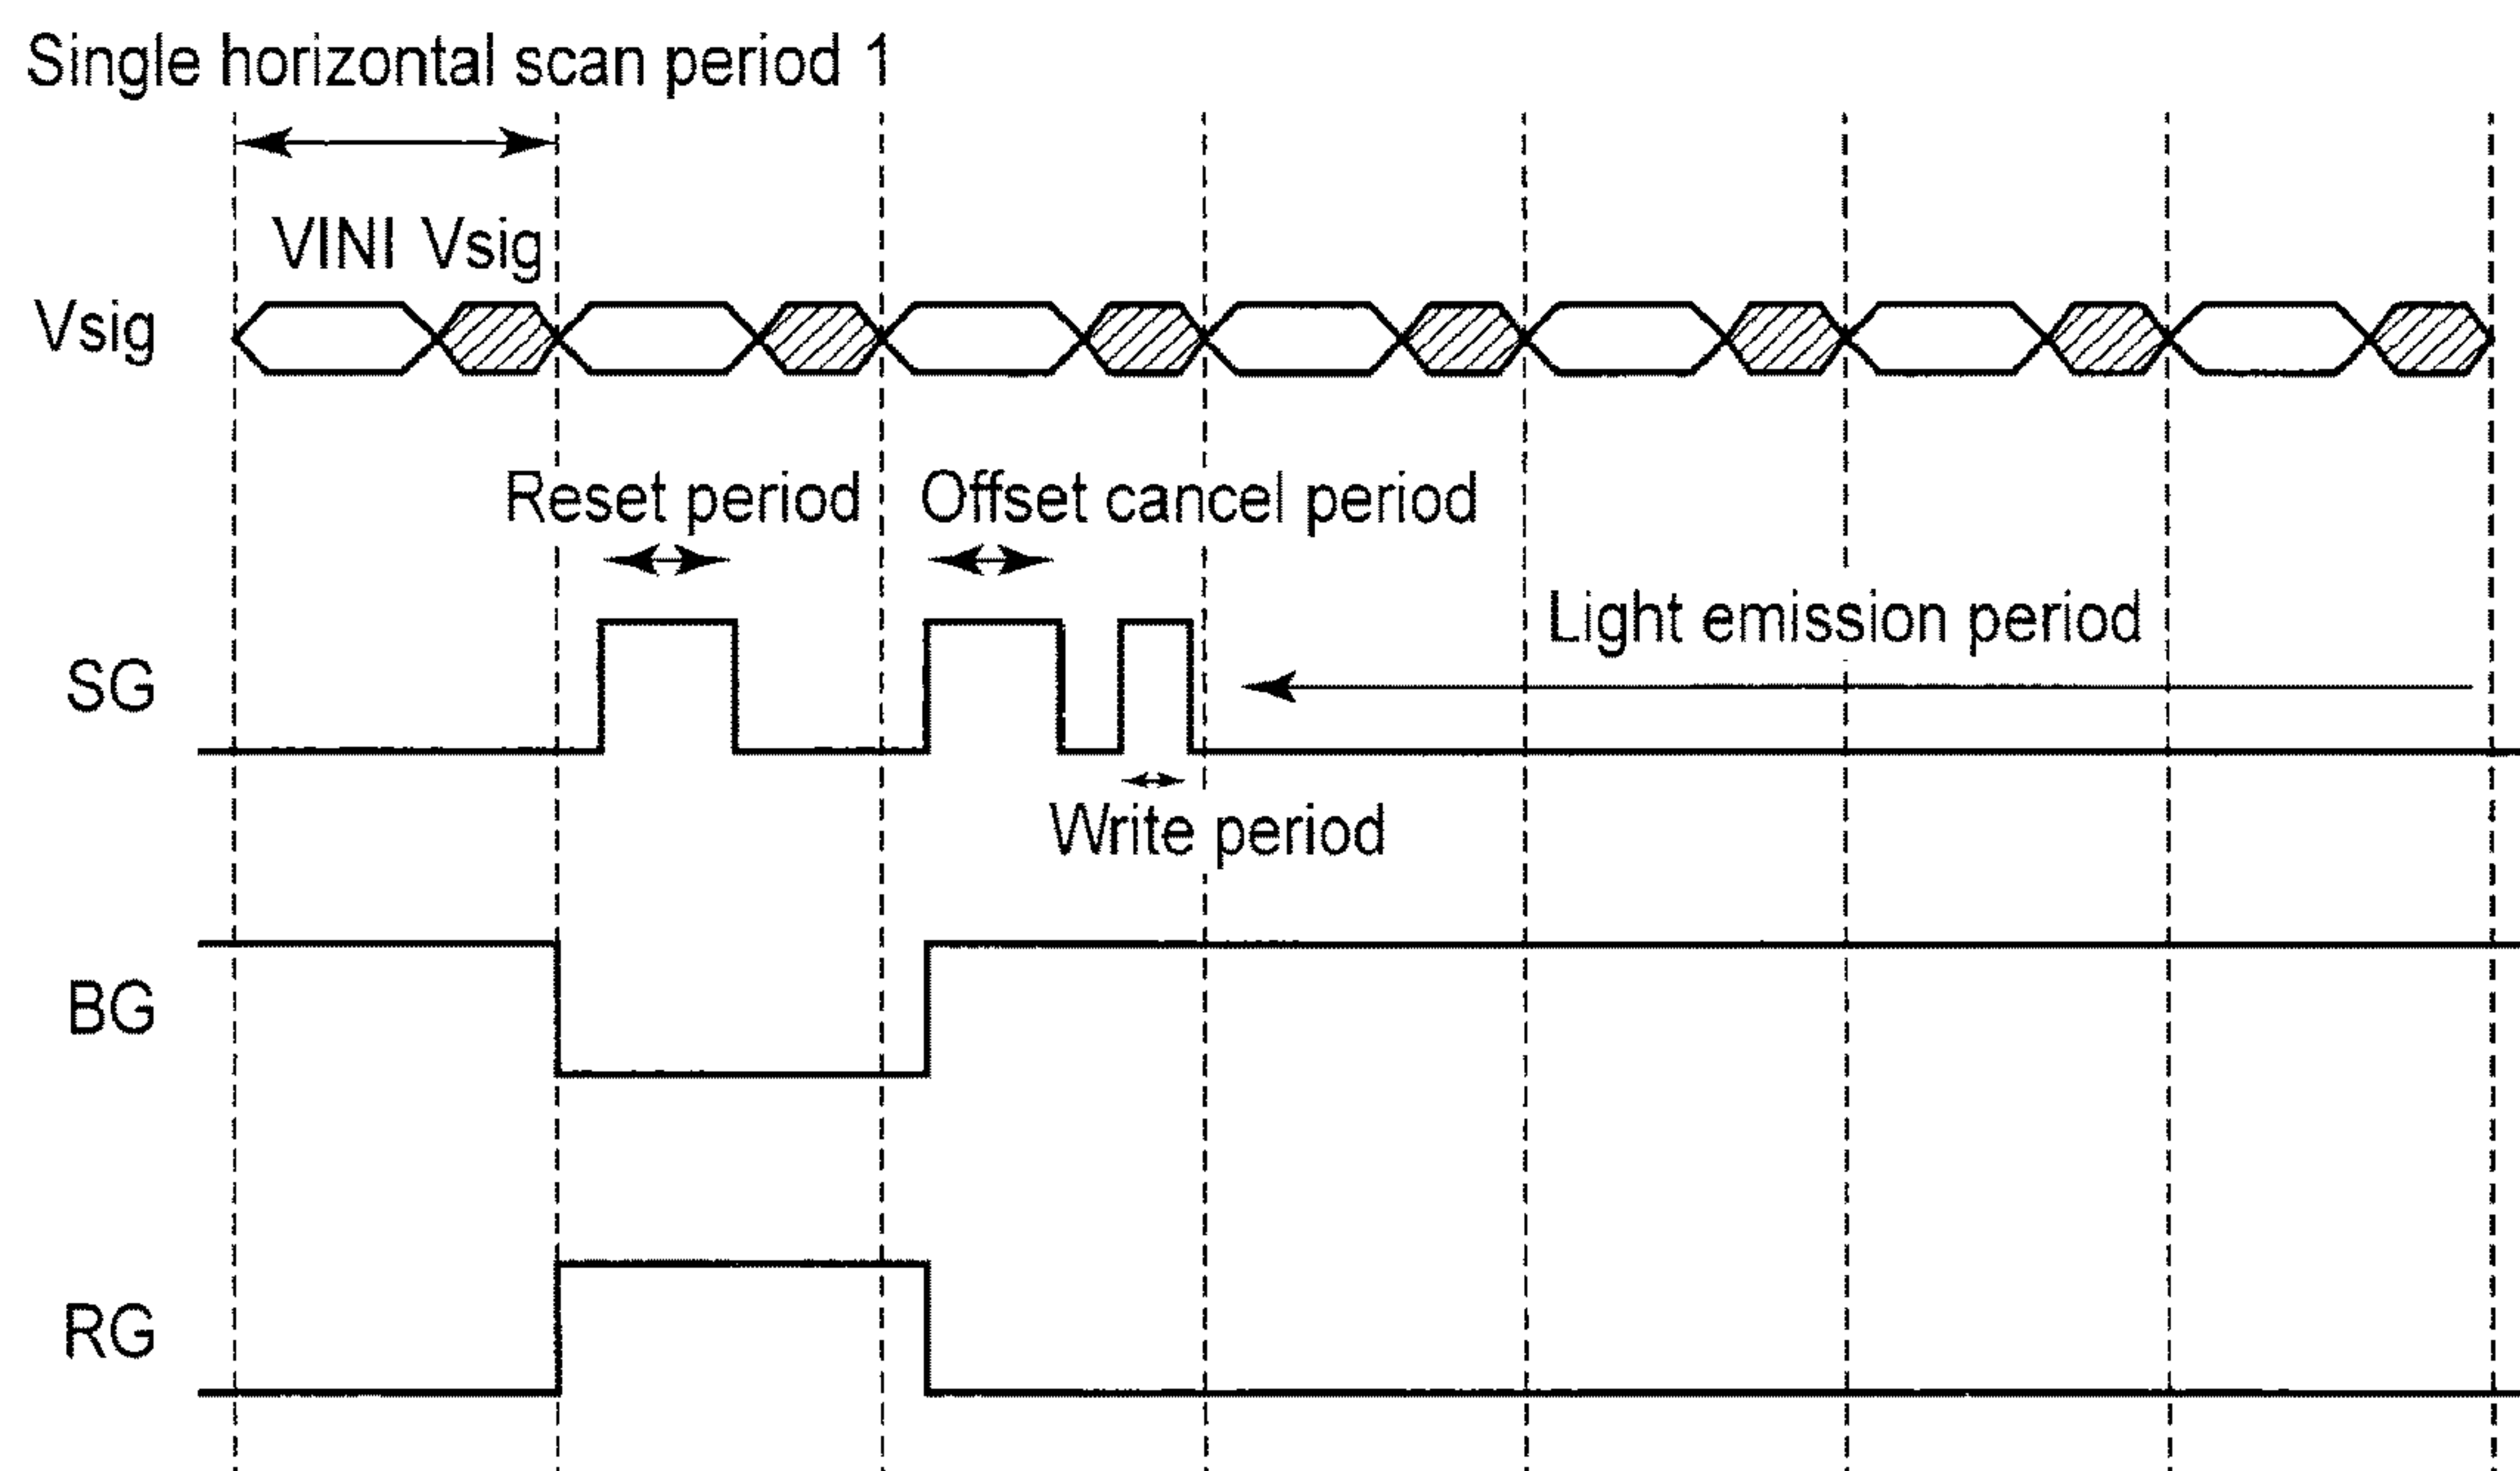 Single horizontal scan period 1
VINI Vsig
Vsig
Reset period
Offset cancel period
Light emission period
SG
Write period
BG
RG